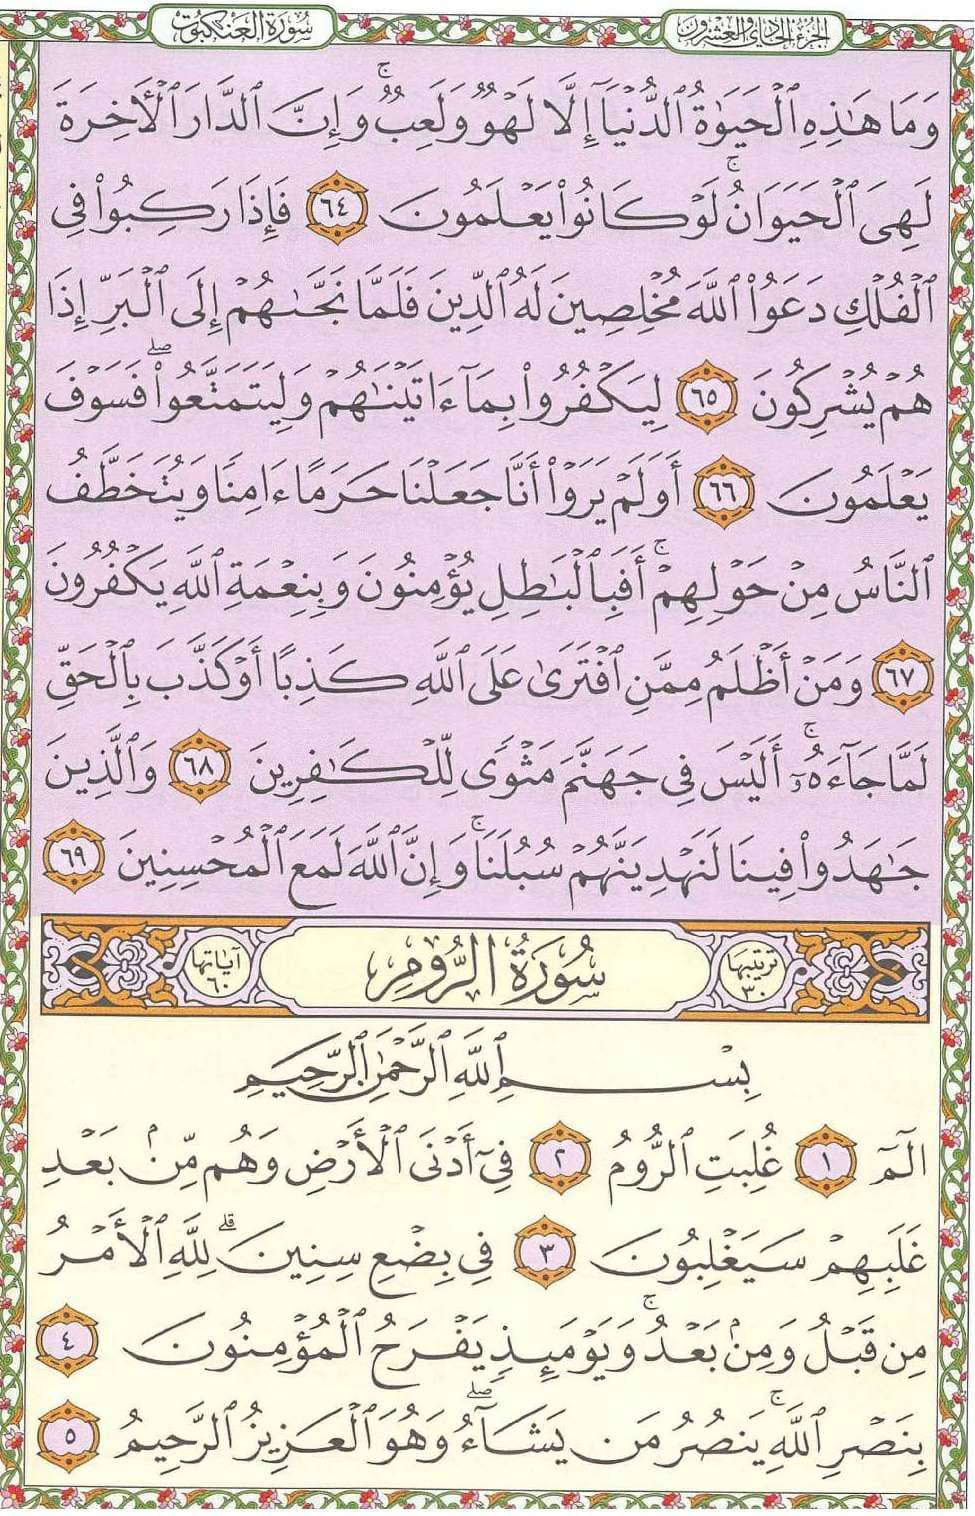 الجزء الحادي والعشرون
سورة العنكبوت
وَمَا هَٰذِهِ ٱلْحَيَوٰةُ ٱلدُّنْيَآ إِلَّا لَهْوٌ وَلَعِبٌ ۚ وَإِنَّ ٱلدَّارَ ٱلْأَخِرَةَ
لَهِىَ ٱلْحَيَوَانُ ۚ لَوْ كَانُوا۟ يَعْلَمُونَ ٦٤ فَإِذَا رَكِبُوا۟ فِى
ٱلْفُلْكِ دَعَوُا۟ ٱللَّهَ مُخْلِصِينَ لَهُ ٱلدِّينَ فَلَمَّا نَجَّىٰهُمْ إِلَى ٱلْبَرِّ إِذَا
هُمْ يُشْرِكُونَ ٦٥ لِيَكْفُرُوا۟ بِمَآ ءَاتَيْنَٰهُمْ وَلِيَتَمَتَّعُوا۟ ۖ فَسَوْفَ
يَعْلَمُونَ ٦٦ أَوَلَمْ يَرَوْا۟ أَنَّا جَعَلْنَا حَرَمًا ءَامِنًا وَيُتَخَطَّفُ
ٱلنَّاسُ مِنْ حَوْلِهِمْ ۚ أَفَبِٱلْبَٰطِلِ يُؤْمِنُونَ وَبِنِعْمَةِ ٱللَّهِ يَكْفُرُونَ
٦٧ وَمَنْ أَظْلَمُ مِمَّنِ ٱفْتَرَىٰ عَلَى ٱللَّهِ كَذِبًا أَوْ كَذَّبَ بِٱلْحَقِّ
لَمَّا جَآءَهُۥٓ ۚ أَلَيْسَ فِى جَهَنَّمَ مَثْوًى لِّلْكَٰفِرِينَ ٦٨ وَٱلَّذِينَ
جَٰهَدُوا۟ فِينَا لَنَهْدِيَنَّهُمْ سُبُلَنَا ۚ وَإِنَّ ٱللَّهَ لَمَعَ ٱلْمُحْسِنِينَ ٦٩
ترتيبها ٣٠ سُورَةُ الرُّومِ آياتها ٦٠
بِسْمِ ٱللَّهِ ٱلرَّحْمَٰنِ ٱلرَّحِيمِ
الٓمٓ ١ غُلِبَتِ ٱلرُّومُ ٢ فِىٓ أَدْنَى ٱلْأَرْضِ وَهُم مِّنۢ بَعْدِ
غَلَبِهِمْ سَيَغْلِبُونَ ٣ فِى بِضْعِ سِنِينَ ۗ لِلَّهِ ٱلْأَمْرُ
مِن قَبْلُ وَمِنۢ بَعْدُ ۚ وَيَوْمَئِذٍ يَفْرَحُ ٱلْمُؤْمِنُونَ ٤
بِنَصْرِ ٱللَّهِ ۚ يَنصُرُ مَن يَشَآءُ ۖ وَهُوَ ٱلْعَزِيزُ ٱلرَّحِيمُ ٥